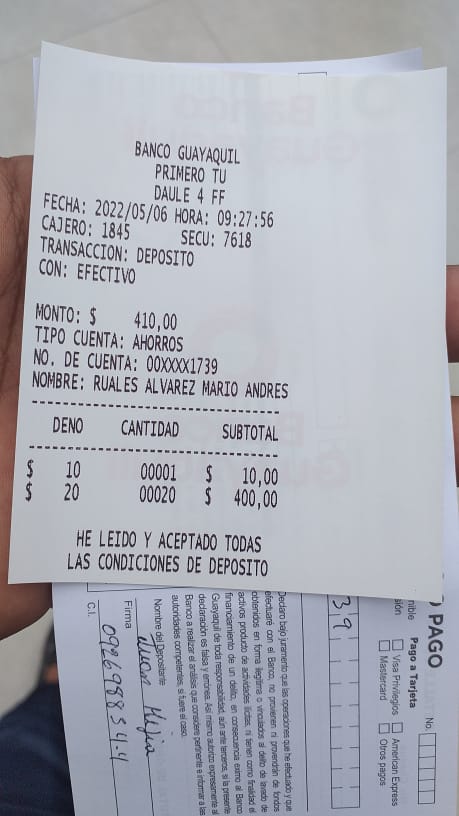 BANCO GUAYAQUIL
PRIMERO TU
DAULE 4 FF
FECHA: 2022/05/06 HORA: 09:27:56
CAJERO: 1845 SECU: 7618
TRANSACCION: DEPOSITO
CON: EFECTIVO
MONTO: $ 410,00
TIPO CUENTA: AHORROS
NO. DE CUENTA: 00XXXX1739
NOMBRE: RUALES ALVAREZ MARIO ANDRES
DENO CANTIDAD SUBTOTAL
$ 10 00001 $ 10,00
$ 20 00020 $ 400,00
HE LEIDO Y ACEPTADO TODAS
LAS CONDICIONES DE DEPOSITO
PAGO
No.
Pago a Tarjeta
Visa Privilegios
American Express
Mastercard
Otros pagos
39
Declaro bajo juramento que las operaciones que he efectuado y que
efectuaré con el Banco, no provienen ni provendrán de fondos
obtenidos en forma ilegítima o vinculados al delito de lavado de
activos producto de actividades ilícitas, ni tienen como finalidad el
financiamiento de un delito, en consecuencia eximo al Banco
Guayaquil de toda responsabilidad, aún ante terceros, si la presente
declaración es falsa y errónea. Así mismo autorizo expresamente al
Banco a realizar el análisis que considere pertinente e informar a las
autoridades competentes, si fuere el caso.
Nombre del Depositante
Mejia
Firma
C.I.